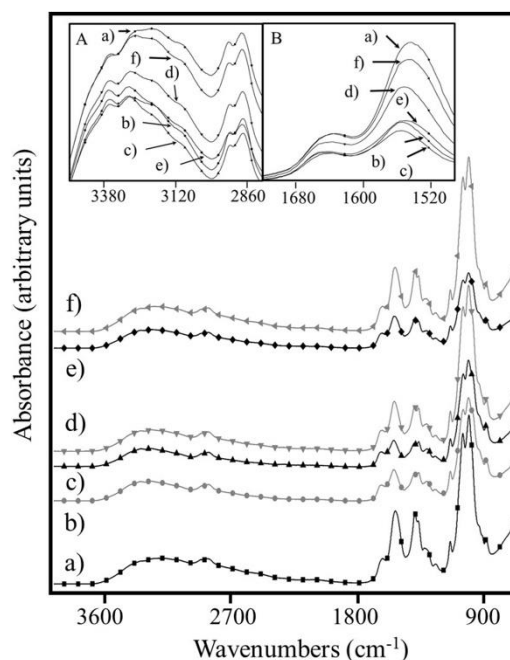 A
B
a)
f)
d)
b)
c)
e)
a)
f)
d)
e)
b)
c)
3380 3120 2860
1680 1600 1520
Absorbance (arbitrary units)
f)
e)
d)
c)
b)
a)
3600 2700 1800 900
Wavenumbers (cm⁻¹)